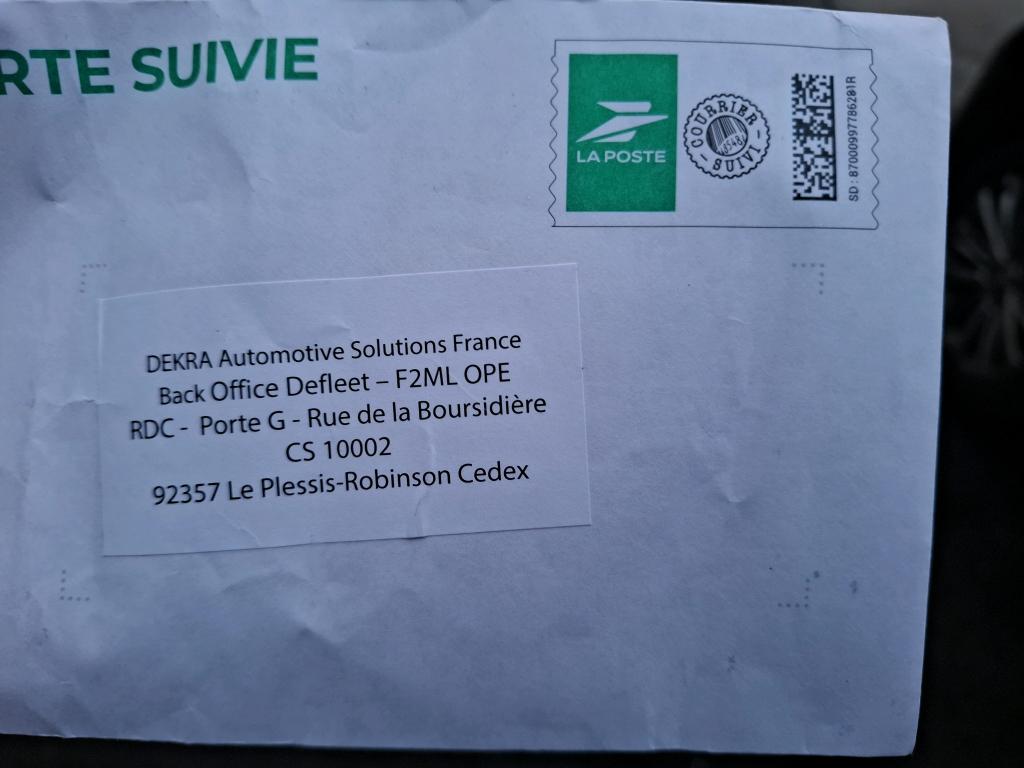 RTE SUIVIE
LA POSTE
COURRIER
SUIVI
SD : 87000997786281R
DEKRA Automotive Solutions France
Back Office Defleet – F2ML OPE
RDC - Porte G - Rue de la Boursidière
CS 10002
92357 Le Plessis-Robinson Cedex